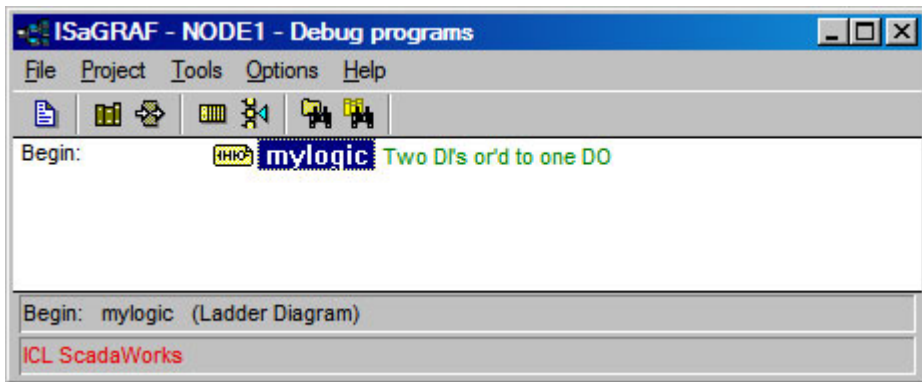 ISaGRAF - NODE1 - Debug programs
File Project Tools Options Help
Begin: mylogic Two DI's or'd to one DO
Begin: mylogic (Ladder Diagram)
ICL ScadaWorks